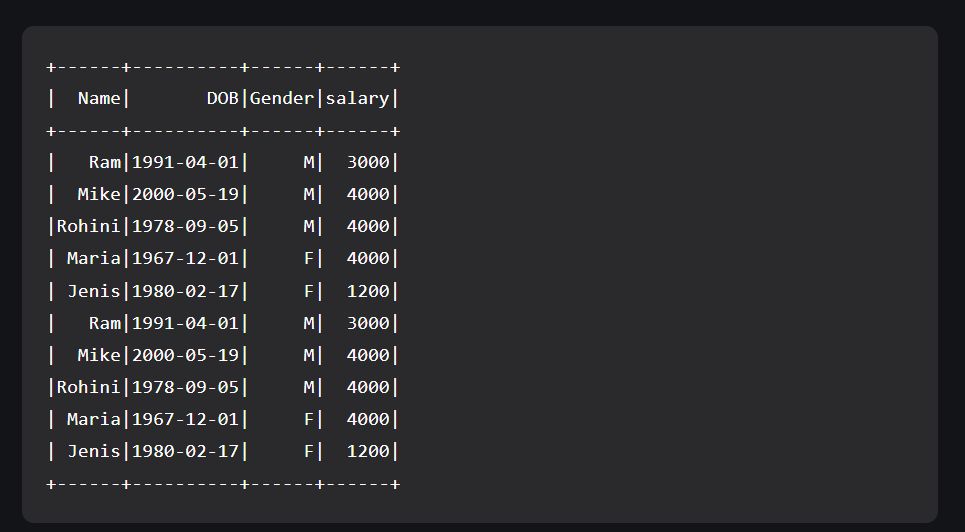 +------+----------+------+------+
|  Name|       DOB|Gender|salary|
+------+----------+------+------+
|   Ram|1991-04-01|     M|  3000|
|  Mike|2000-05-19|     M|  4000|
|Rohini|1978-09-05|     M|  4000|
| Maria|1967-12-01|     F|  4000|
| Jenis|1980-02-17|     F|  1200|
|   Ram|1991-04-01|     M|  3000|
|  Mike|2000-05-19|     M|  4000|
|Rohini|1978-09-05|     M|  4000|
| Maria|1967-12-01|     F|  4000|
| Jenis|1980-02-17|     F|  1200|
+------+----------+------+------+